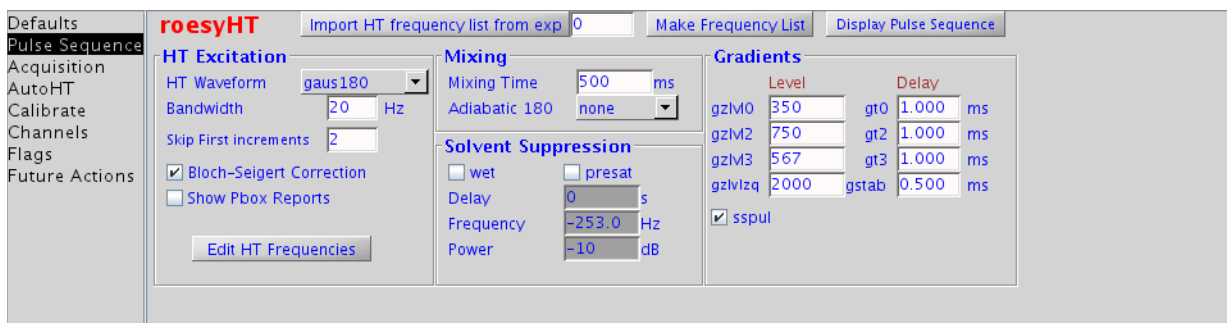 Defaults
Pulse Sequence
Acquisition
AutoHT
Calibrate
Channels
Flags
Future Actions
roesyHT Import HT frequency list from exp 0 Make Frequency List Display Pulse Sequence
HT Excitation
HT Waveform gaus180
Bandwidth 20 Hz
Skip First increments 2
Bloch-Seigert Correction
Show Pbox Reports
Edit HT Frequencies
Mixing
Mixing Time 500 ms
Adiabatic 180 none
Solvent Suppression
wet presat
Delay 0 s
Frequency -253.0 Hz
Power -10 dB
Gradients
Level Delay
gzlvl0 350 gt0 1.000 ms
gzlvl2 750 gt2 1.000 ms
gzlvl3 567 gt3 1.000 ms
gzlvlzq 2000 gstab 0.500 ms
sspul